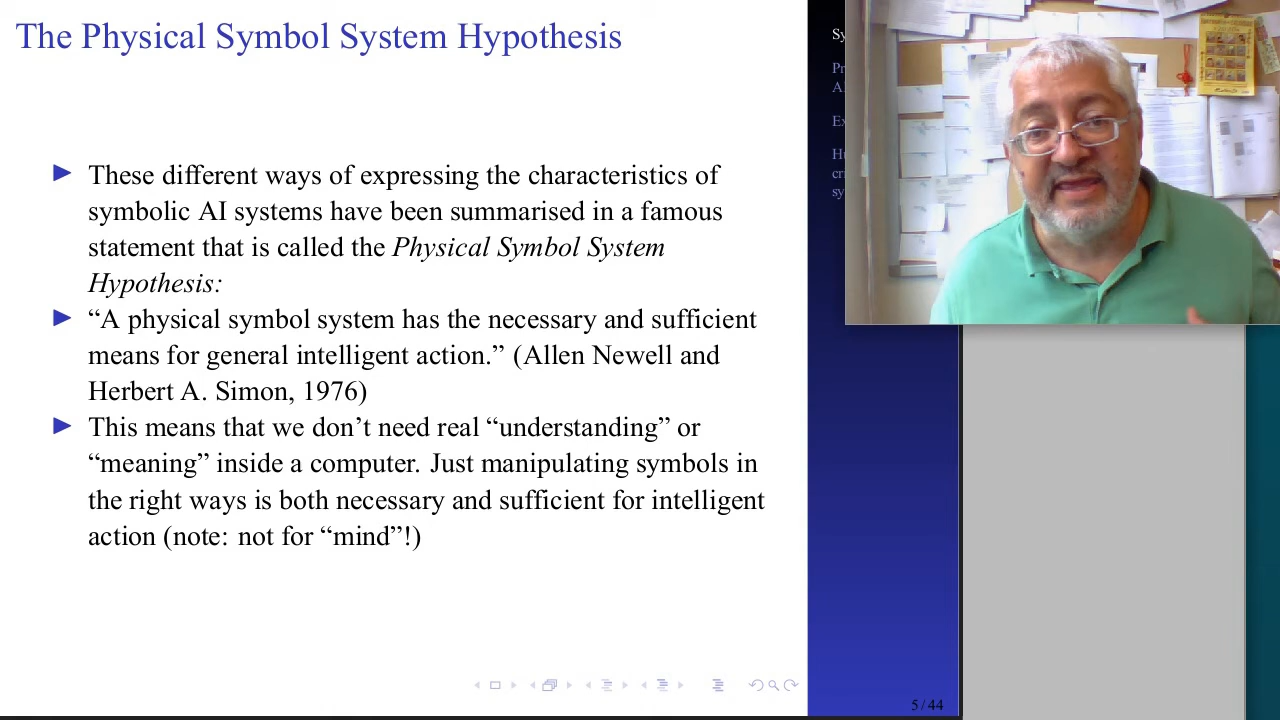 The Physical Symbol System Hypothesis
These different ways of expressing the characteristics of
symbolic AI systems have been summarised in a famous
statement that is called the Physical Symbol System
Hypothesis:
“A physical symbol system has the necessary and sufficient
means for general intelligent action.” (Allen Newell and
Herbert A. Simon, 1976)
This means that we don’t need real “understanding” or
“meaning” inside a computer. Just manipulating symbols in
the right ways is both necessary and sufficient for intelligent
action (note: not for “mind”!)
5 / 44